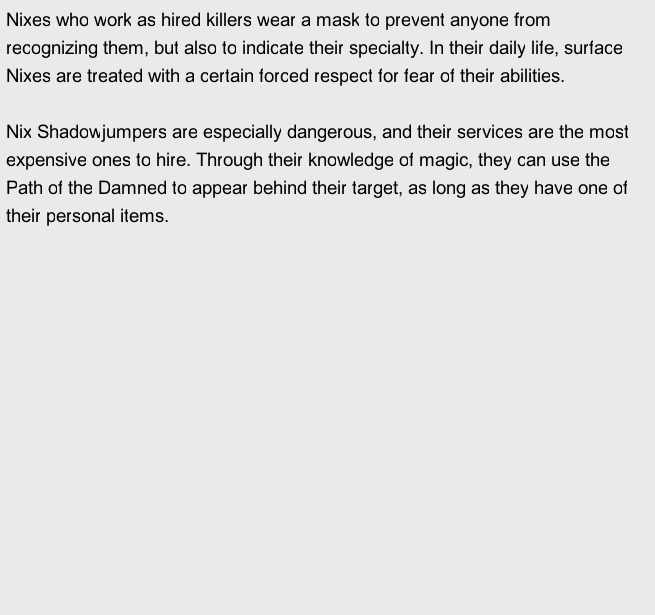 Nixes who work as hired killers wear a mask to prevent anyone from
recognizing them, but also to indicate their specialty. In their daily life, surface
Nixes are treated with a certain forced respect for fear of their abilities.

Nix Shadowjumpers are especially dangerous, and their services are the most
expensive ones to hire. Through their knowledge of magic, they can use the
Path of the Damned to appear behind their target, as long as they have one of
their personal items.